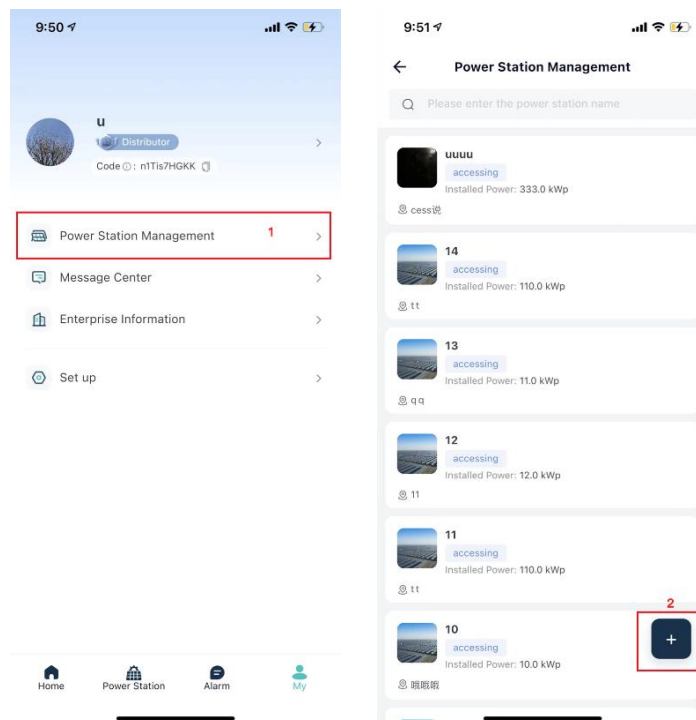 9:50
u
Distributor
Code : n1Tis7HGKK
Power Station Management
1
Message Center
Enterprise Information
Set up
Home
Power Station
Alarm
My
9:51
Power Station Management
Please enter the power station name
uuuu
accessing
Installed Power: 333.0 kWp
cess说
14
accessing
Installed Power: 110.0 kWp
tt
13
accessing
Installed Power: 11.0 kWp
qq
12
accessing
Installed Power: 12.0 kWp
11
11
accessing
Installed Power: 110.0 kWp
tt
2
+
10
accessing
Installed Power: 10.0 kWp
哦哦哦